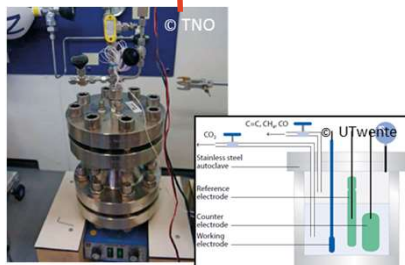 © TNO
C=C, CH₄, CO
© UTwente
CO₂
Stainless steel
autoclave
Reference
electrode
Counter
electrode
Working
electrode